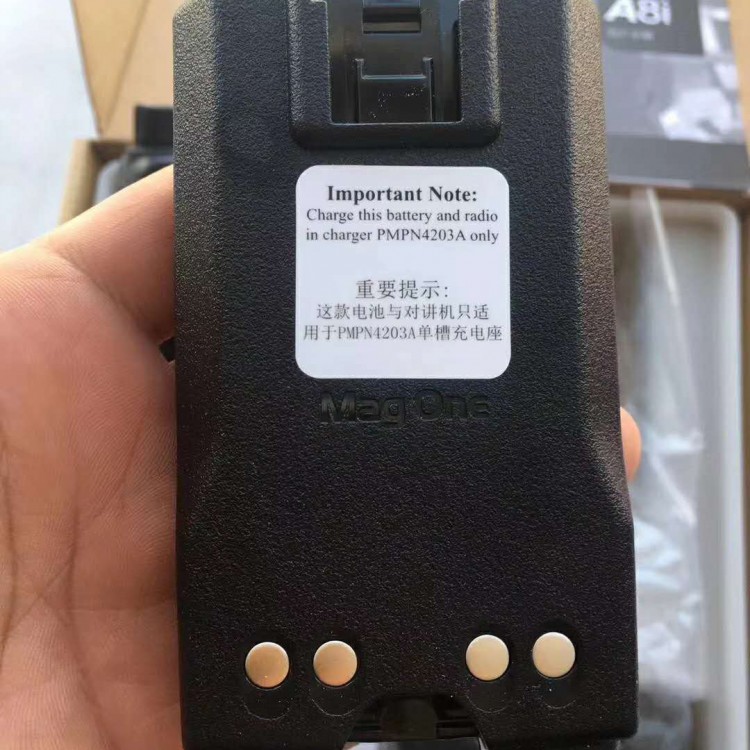 A8i
Important Note:
Charge this battery and radio
in charger PMPN4203A only
重要提示:
这款电池与对讲机只适
用于PMPN4203A单槽充电座
Mag One